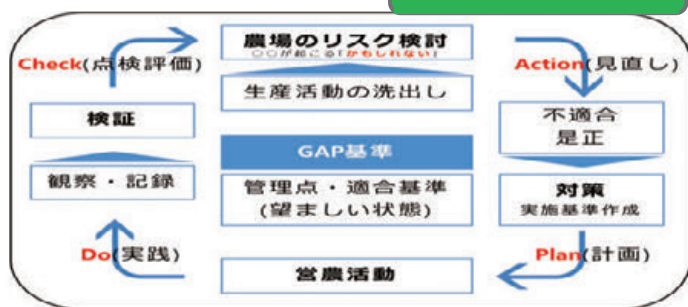 農場のリスク検討
○○が起こる「かもしれない」
Check(点検評価)
Action(見直し)
生産活動の洗出し
検証
不適合
是正
GAP基準
観察・記録
管理点・適合基準
(望ましい状態)
対策
実施基準作成
Do(実践)
Plan(計画)
営農活動